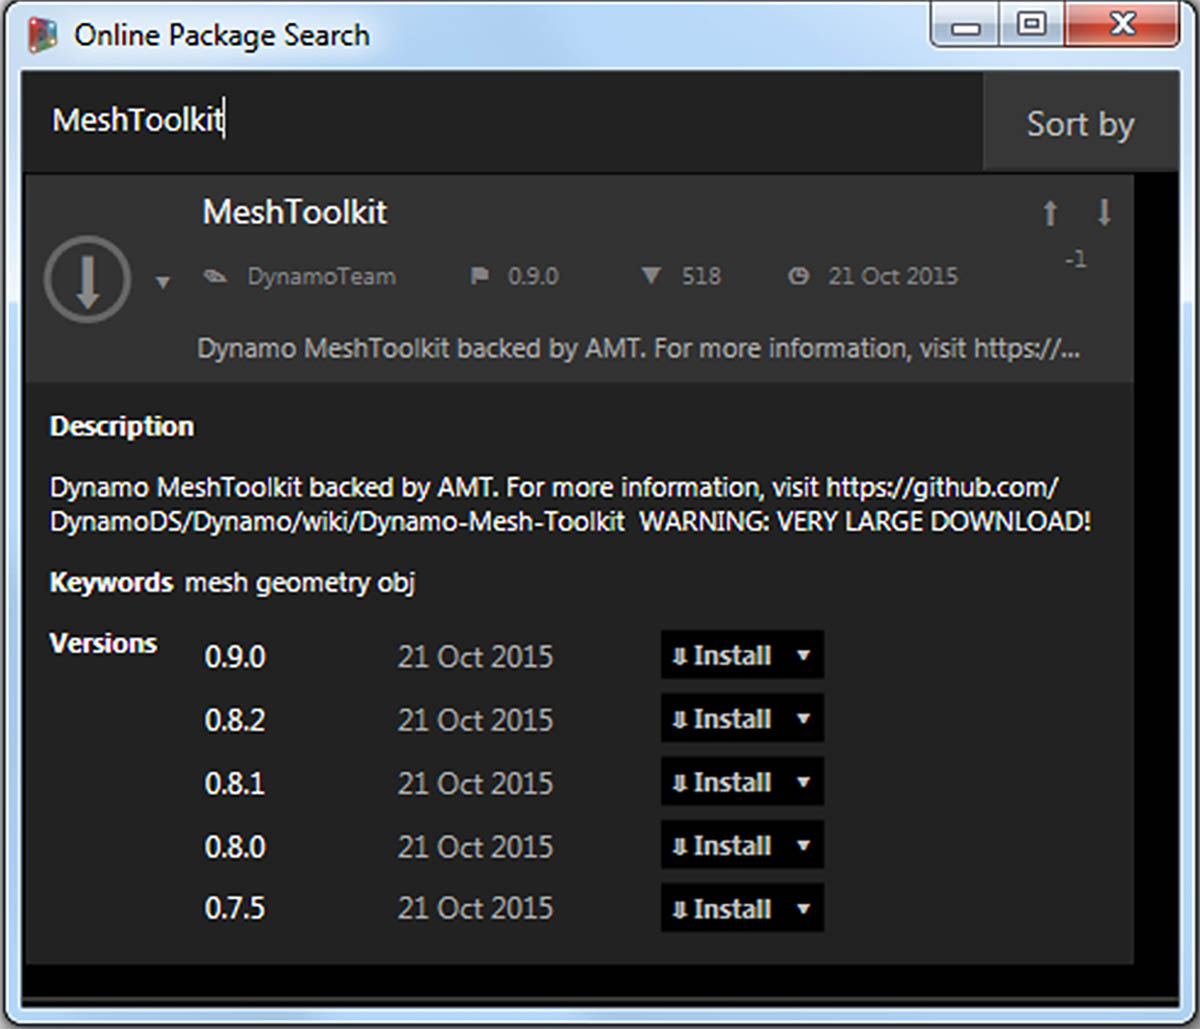 Online Package Search
MeshToolkit
Sort by
MeshToolkit
DynamoTeam 0.9.0 518 21 Oct 2015 -1
Dynamo MeshToolkit backed by AMT. For more information, visit https://...
Description
Dynamo MeshToolkit backed by AMT. For more information, visit https://github.com/
DynamoDS/Dynamo/wiki/Dynamo-Mesh-Toolkit WARNING: VERY LARGE DOWNLOAD!
Keywords mesh geometry obj
Versions 0.9.0 21 Oct 2015 Install
0.8.2 21 Oct 2015 Install
0.8.1 21 Oct 2015 Install
0.8.0 21 Oct 2015 Install
0.7.5 21 Oct 2015 Install